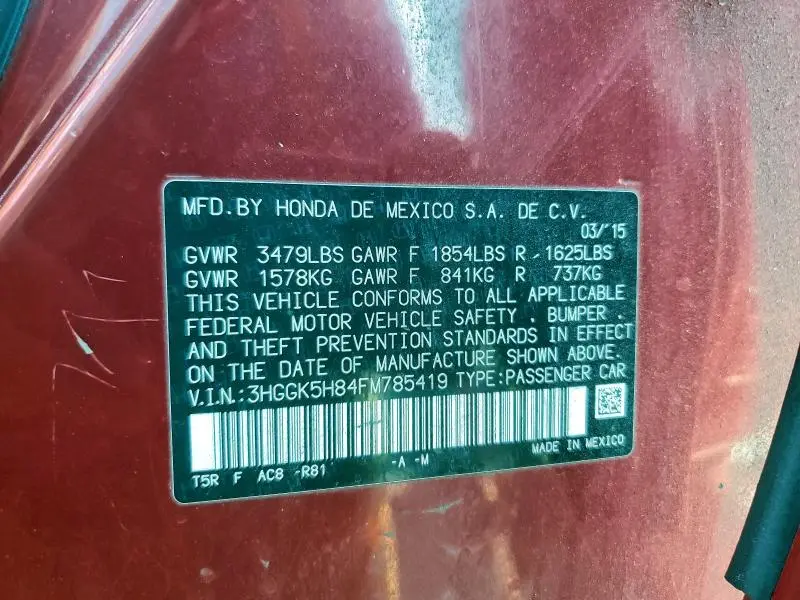 MFD. BY HONDA DE MEXICO S.A. DE C.V.
03/'15
GVWR 3479LBS GAWR F 1854LBS R -1625LBS
GVWR 1578KG GAWR F 841KG R 737KG
THIS VEHICLE CONFORMS TO ALL APPLICABLE
FEDERAL MOTOR VEHICLE SAFETY, BUMPER,
AND THEFT PREVENTION STANDARDS IN EFFECT
ON THE DATE OF MANUFACTURE SHOWN ABOVE.
V.I.N.:3HGGK5H84FM785419 TYPE:PASSENGER CAR
MADE IN MEXICO
T5R F AC8 -R81 -A -M